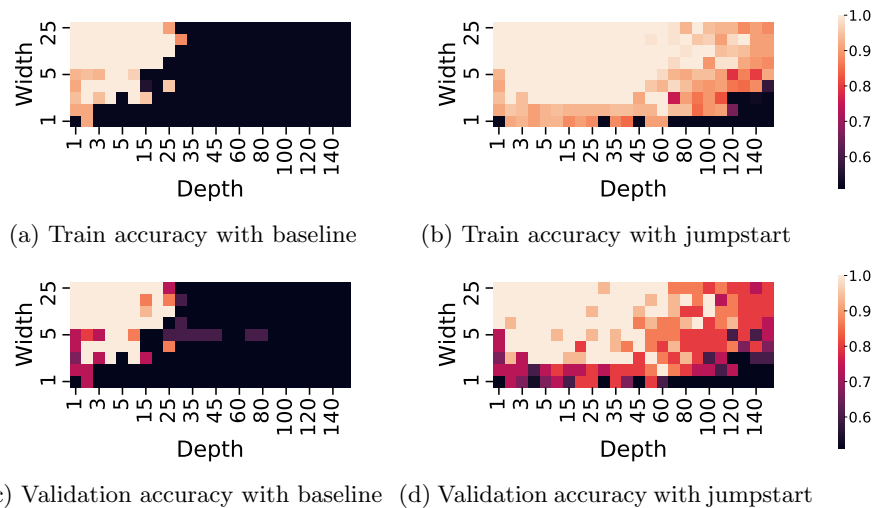 25
5
1
Width
1 3 5 15 25 35 45 60 80 100 120 140
Depth
(a) Train accuracy with baseline
25
5
1
Width
1 3 5 15 25 35 45 60 80 100 120 140
Depth
(b) Train accuracy with jumpstart
1.0
0.9
0.8
0.7
0.6
25
5
1
Width
1 3 5 15 25 35 45 60 80 100 120 140
Depth
) Validation accuracy with baseline
25
5
1
Width
1 3 5 15 25 35 45 60 80 100 120 140
Depth
(d) Validation accuracy with jumpstart
1.0
0.9
0.8
0.7
0.6